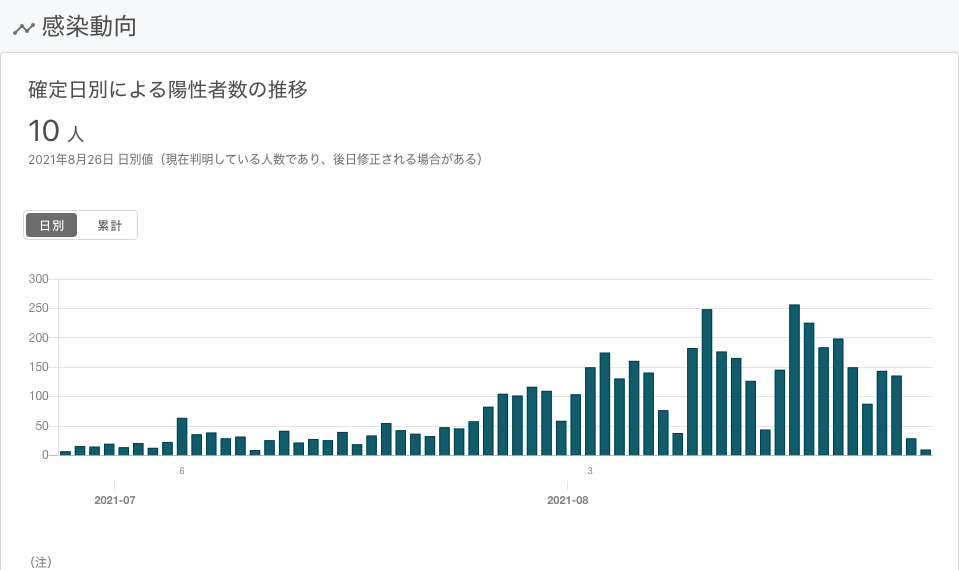 感染動向
確定日別による陽性者数の推移
10 人
2021年8月26日 日別値（現在判明している人数であり、後日修正される場合がある）
日別 累計
300
250
200
150
100
50
0
6 3
2021-07 2021-08
（注）